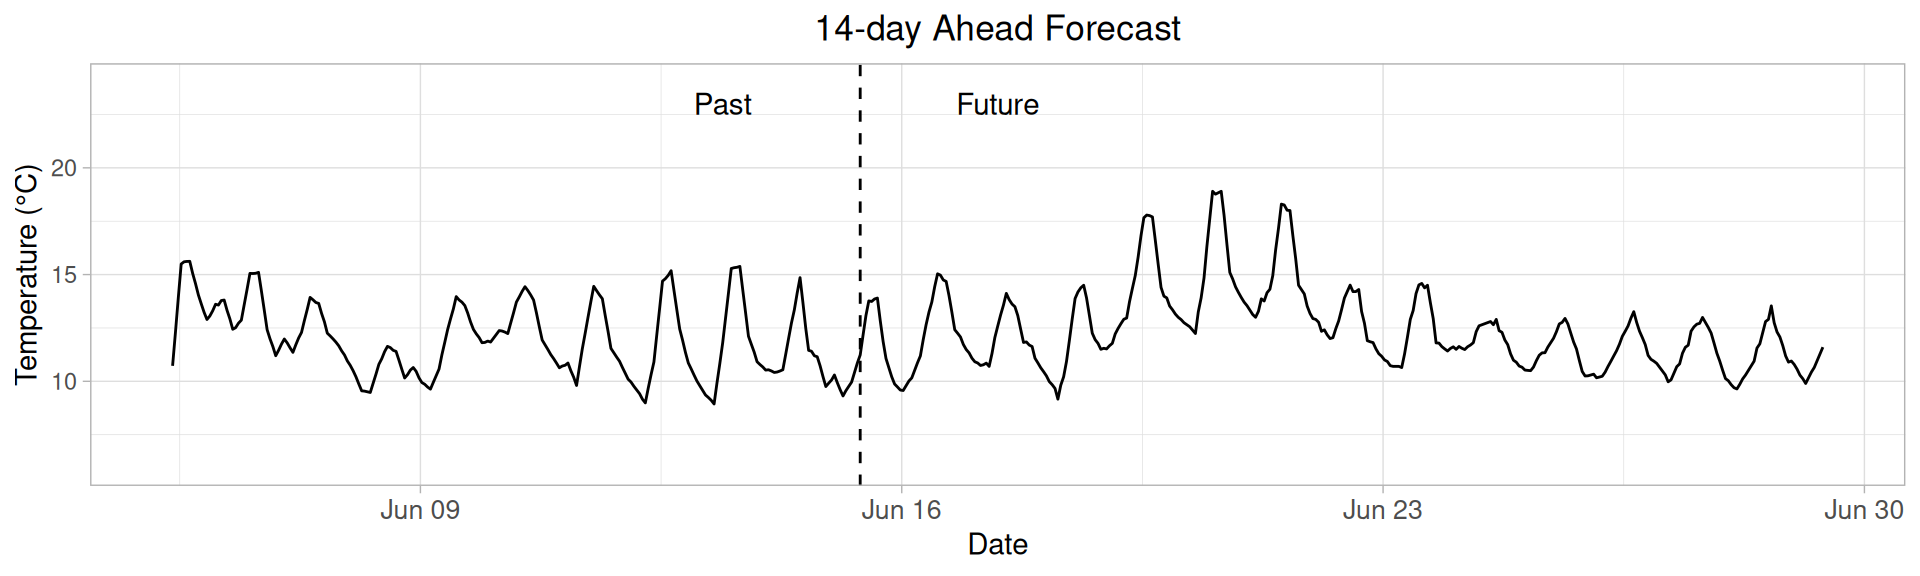 14-day Ahead Forecast
Past
Future
Temperature (°C)
20
15
10
Jun 09
Jun 16
Jun 23
Jun 30
Date